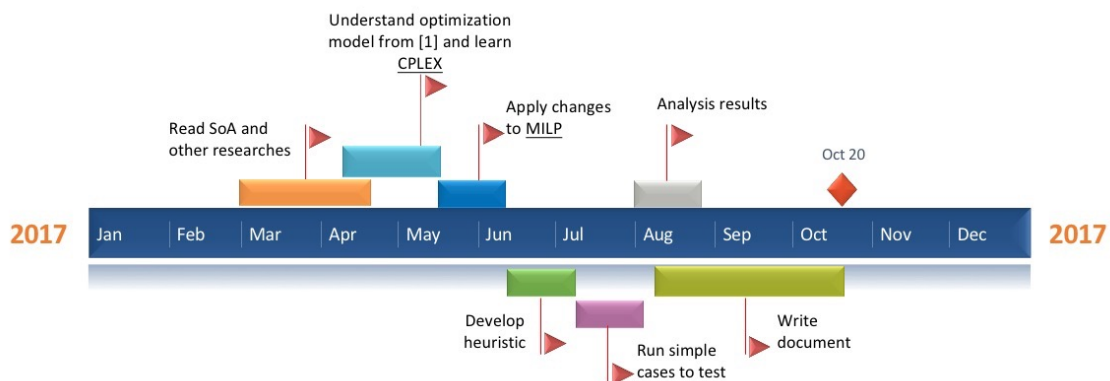 Understand optimization
model from [1] and learn
CPLEX
Read SoA and
other researches
Apply changes
to MILP
Analysis results
Oct 20
2017
Jan Feb Mar Apr May Jun Jul Aug Sep Oct Nov Dec
2017
Develop
heuristic
Run simple
cases to test
Write
document